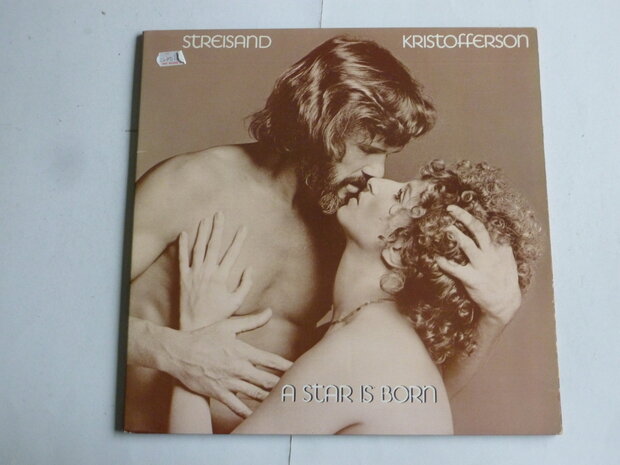 STREISAND
KRISTOFFERSON
A STAR IS BORN